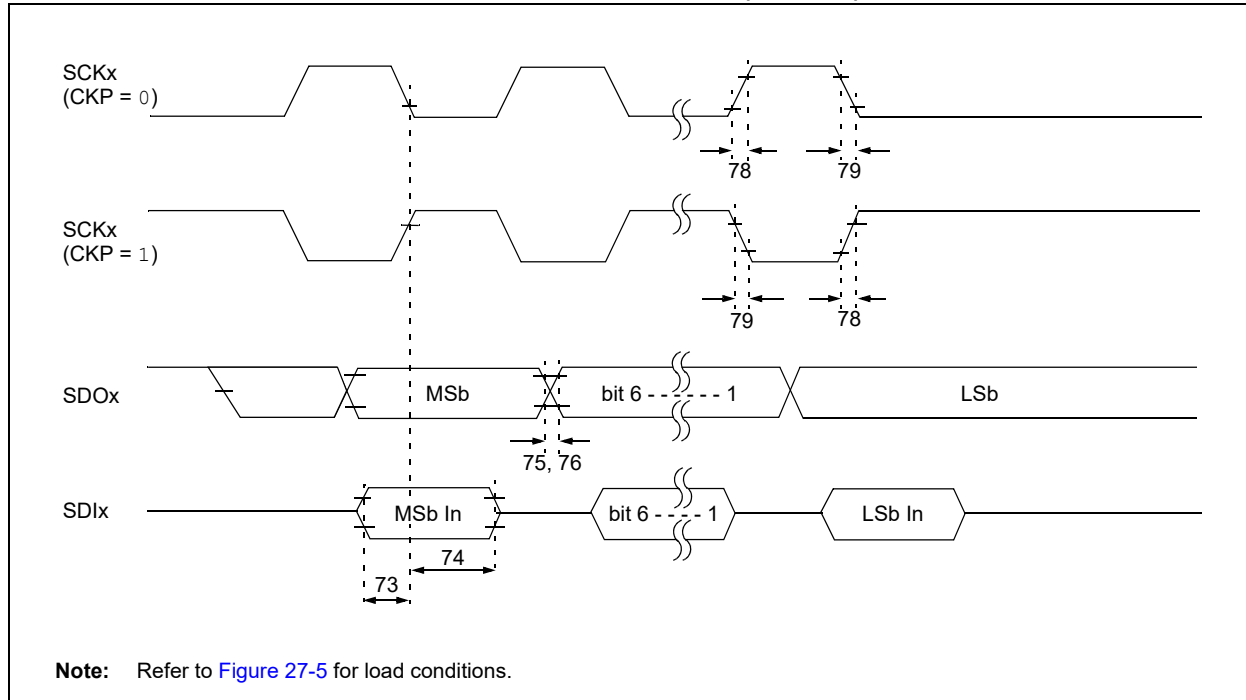 SCKx
(CKP = 0)
78
79
SCKx
(CKP = 1)
79
78
SDOx
MSb
bit 6 - - - - - - 1
LSb
75, 76
SDIx
MSb In
bit 6 - - - - 1
LSb In
74
73
Note: Refer to Figure 27-5 for load conditions.